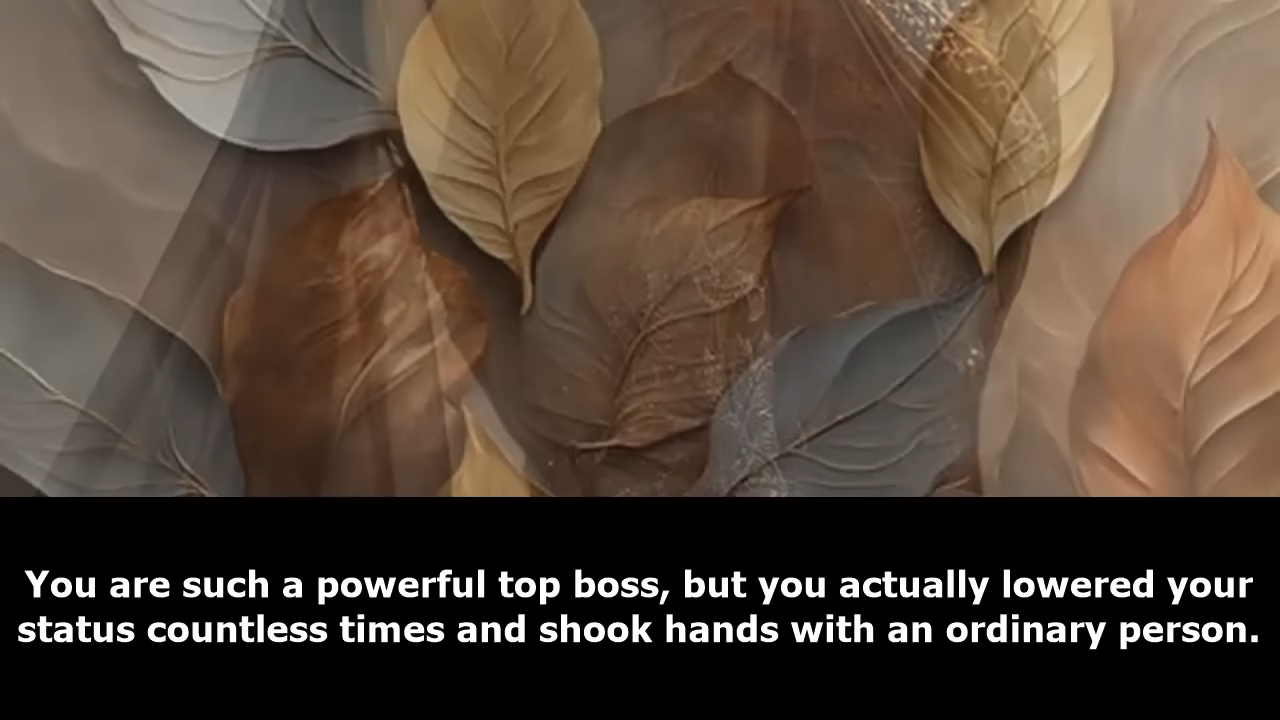 You are such a powerful top boss, but you actually lowered your
status countless times and shook hands with an ordinary person.